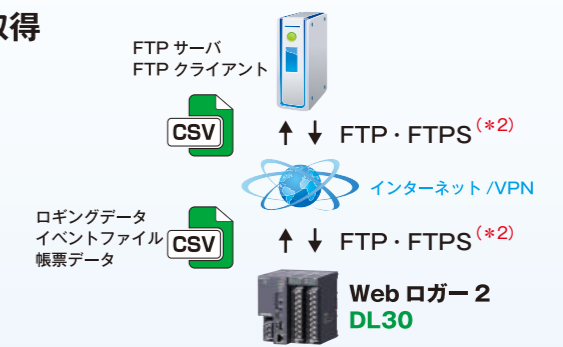 取得
FTP サーバ
FTP クライアント
CSV
FTP・FTPS(*2)
インターネット/VPN
ロギングデータ
イベントファイル
帳票データ
CSV
FTP・FTPS(*2)
Web ロガー 2
DL30